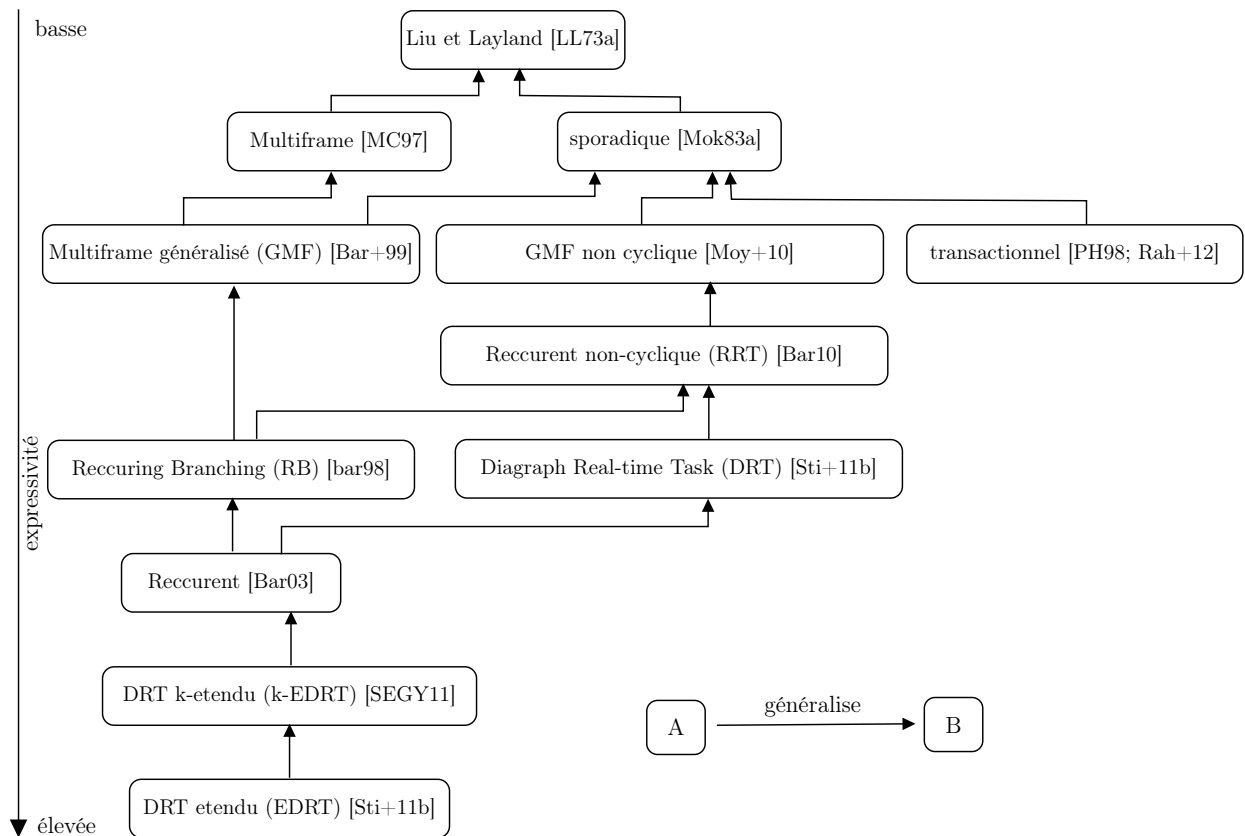 basse
Liu et Layland [LL73a]
Multiframe [MC97]
sporadique [Mok83a]
Multiframe généralisé (GMF) [Bar+99]
GMF non cyclique [Moy+10]
transactionnel [PH98; Rah+12]
Reccurent non-cyclique (RRT) [Bar10]
expressivité
Reccuring Branching (RB) [bar98]
Diagraph Real-time Task (DRT) [Sti+11b]
Reccurent [Bar03]
DRT k-etendu (k-EDRT) [SEGY11]
généralise
A
B
DRT etendu (EDRT) [Sti+11b]
élevée